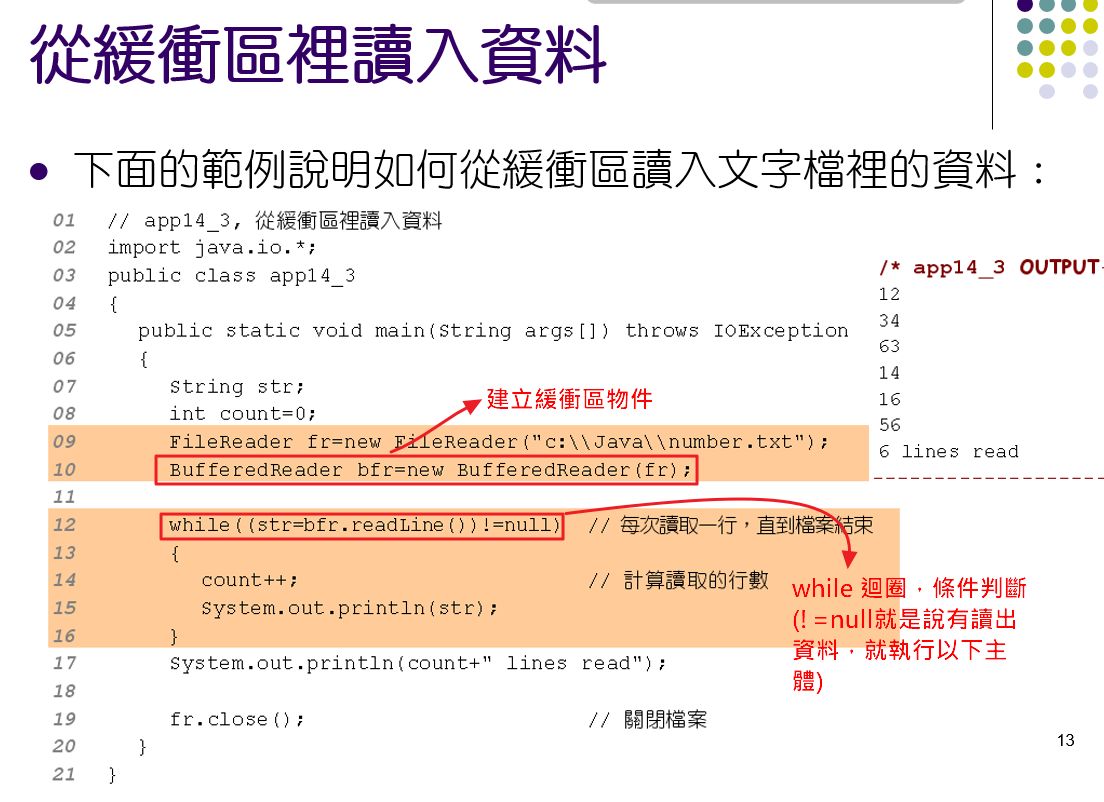 從緩衝區裡讀入資料
下面的範例說明如何從緩衝區讀入文字檔裡的資料：
01 // app14_3, 從緩衝區裡讀入資料
02 import java.io.*;
03 public class app14_3
04 {
05 public static void main(String args[]) throws IOException
06 {
07 String str;
08 int count=0;
09 FileReader fr=new FileReader("c:\\Java\\number.txt");
10 BufferedReader bfr=new BufferedReader(fr);
11
12 while((str=bfr.readLine())!=null) // 每次讀取一行，直到檔案結束
13 {
14 count++; // 計算讀取的行數
15 System.out.println(str);
16 }
17 System.out.println(count+" lines read");
18
19 fr.close(); // 關閉檔案
20 }
21 }
建立緩衝區物件
while 迴圈，條件判斷
(! =null就是說有讀出
資料，就執行以下主
體)
/* app14_3 OUTPUT-
12
34
63
14
16
56
6 lines read
13